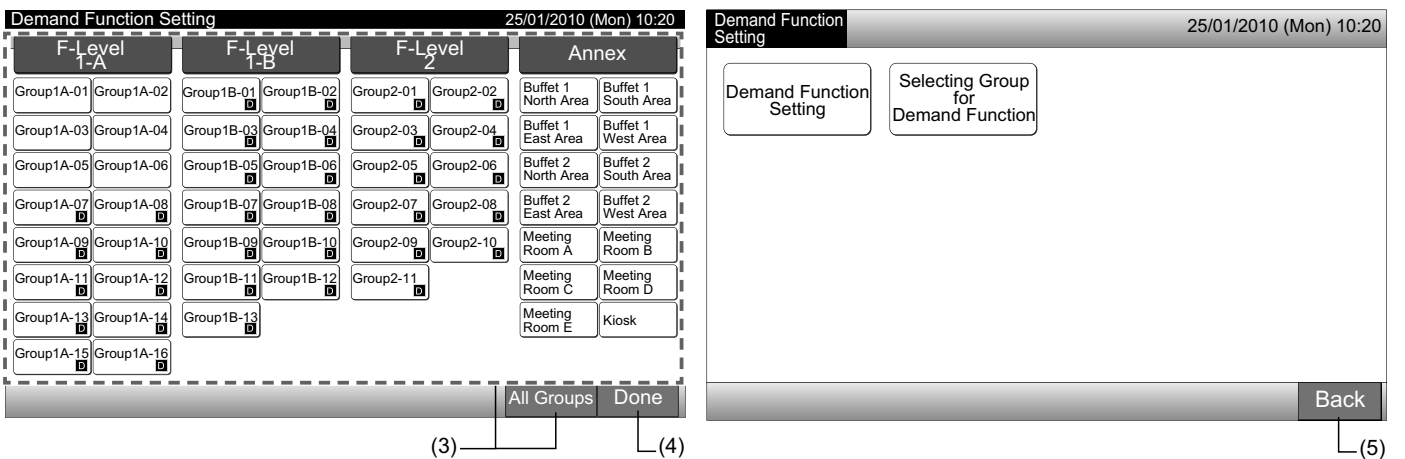 Demand Function Setting 25/01/2010 (Mon) 10:20
F-Level F-Level F-Level Annex
1-A 1-B 2
Group1A-01 Group1A-02 Group1B-01 D Group1B-02 D Group2-01 D Group2-02 D Buffet 1 North Area Buffet 1 South Area
Group1A-03 Group1A-04 Group1B-03 D Group1B-04 D Group2-03 D Group2-04 D Buffet 1 East Area Buffet 1 West Area
Group1A-05 Group1A-06 Group1B-05 D Group1B-06 D Group2-05 D Group2-06 D Buffet 2 North Area Buffet 2 South Area
Group1A-07 D Group1A-08 D Group1B-07 D Group1B-08 D Group2-07 D Group2-08 D Buffet 2 East Area Buffet 2 West Area
Group1A-09 D Group1A-10 D Group1B-09 D Group1B-10 D Group2-09 D Group2-10 D Meeting Room A Meeting Room B
Group1A-11 D Group1A-12 D Group1B-11 D Group1B-12 D Group2-11 D Meeting Room C Meeting Room D
Group1A-13 D Group1A-14 D Group1B-13 D Meeting Room E Kiosk
Group1A-15 D Group1A-16 D
All Groups Done
(3) (4)
Demand Function
Setting
25/01/2010 (Mon) 10:20
Demand Function
Setting
Selecting Group
for
Demand Function
Back
(5)